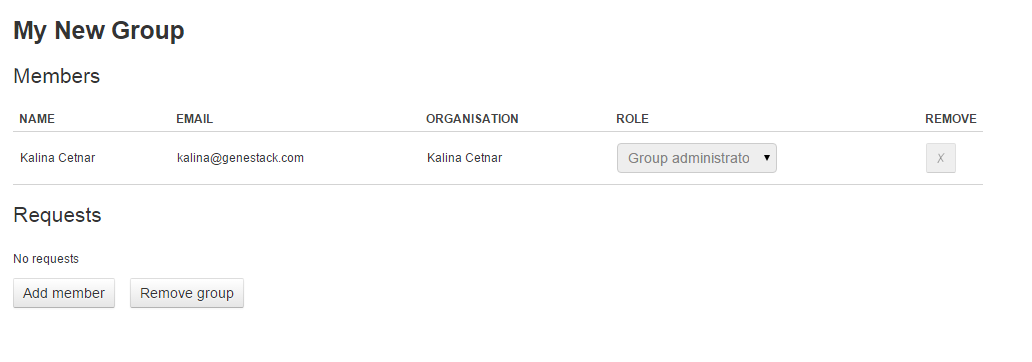 My New Group
Members
NAME EMAIL ORGANISATION ROLE REMOVE
Kalina Cetnar kalina@genestack.com Kalina Cetnar Group administrato X
Requests
No requests
Add member Remove group